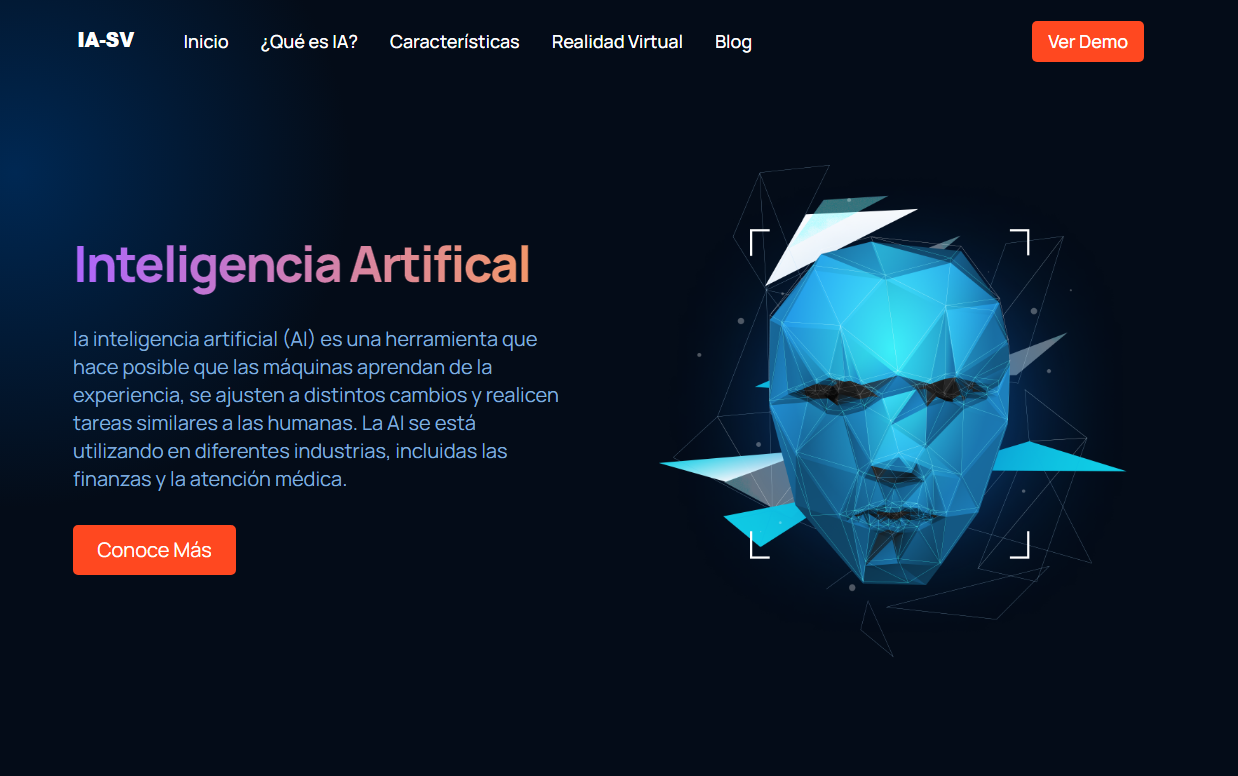 IA-SV
Inicio
¿Qué es IA?
Características
Realidad Virtual
Blog
Ver Demo
Inteligencia Artifical
la inteligencia artificial (AI) es una herramienta que
hace posible que las máquinas aprendan de la
experiencia, se ajusten a distintos cambios y realicen
tareas similares a las humanas. La AI se está
utilizando en diferentes industrias, incluidas las
finanzas y la atención médica.
Conoce Más